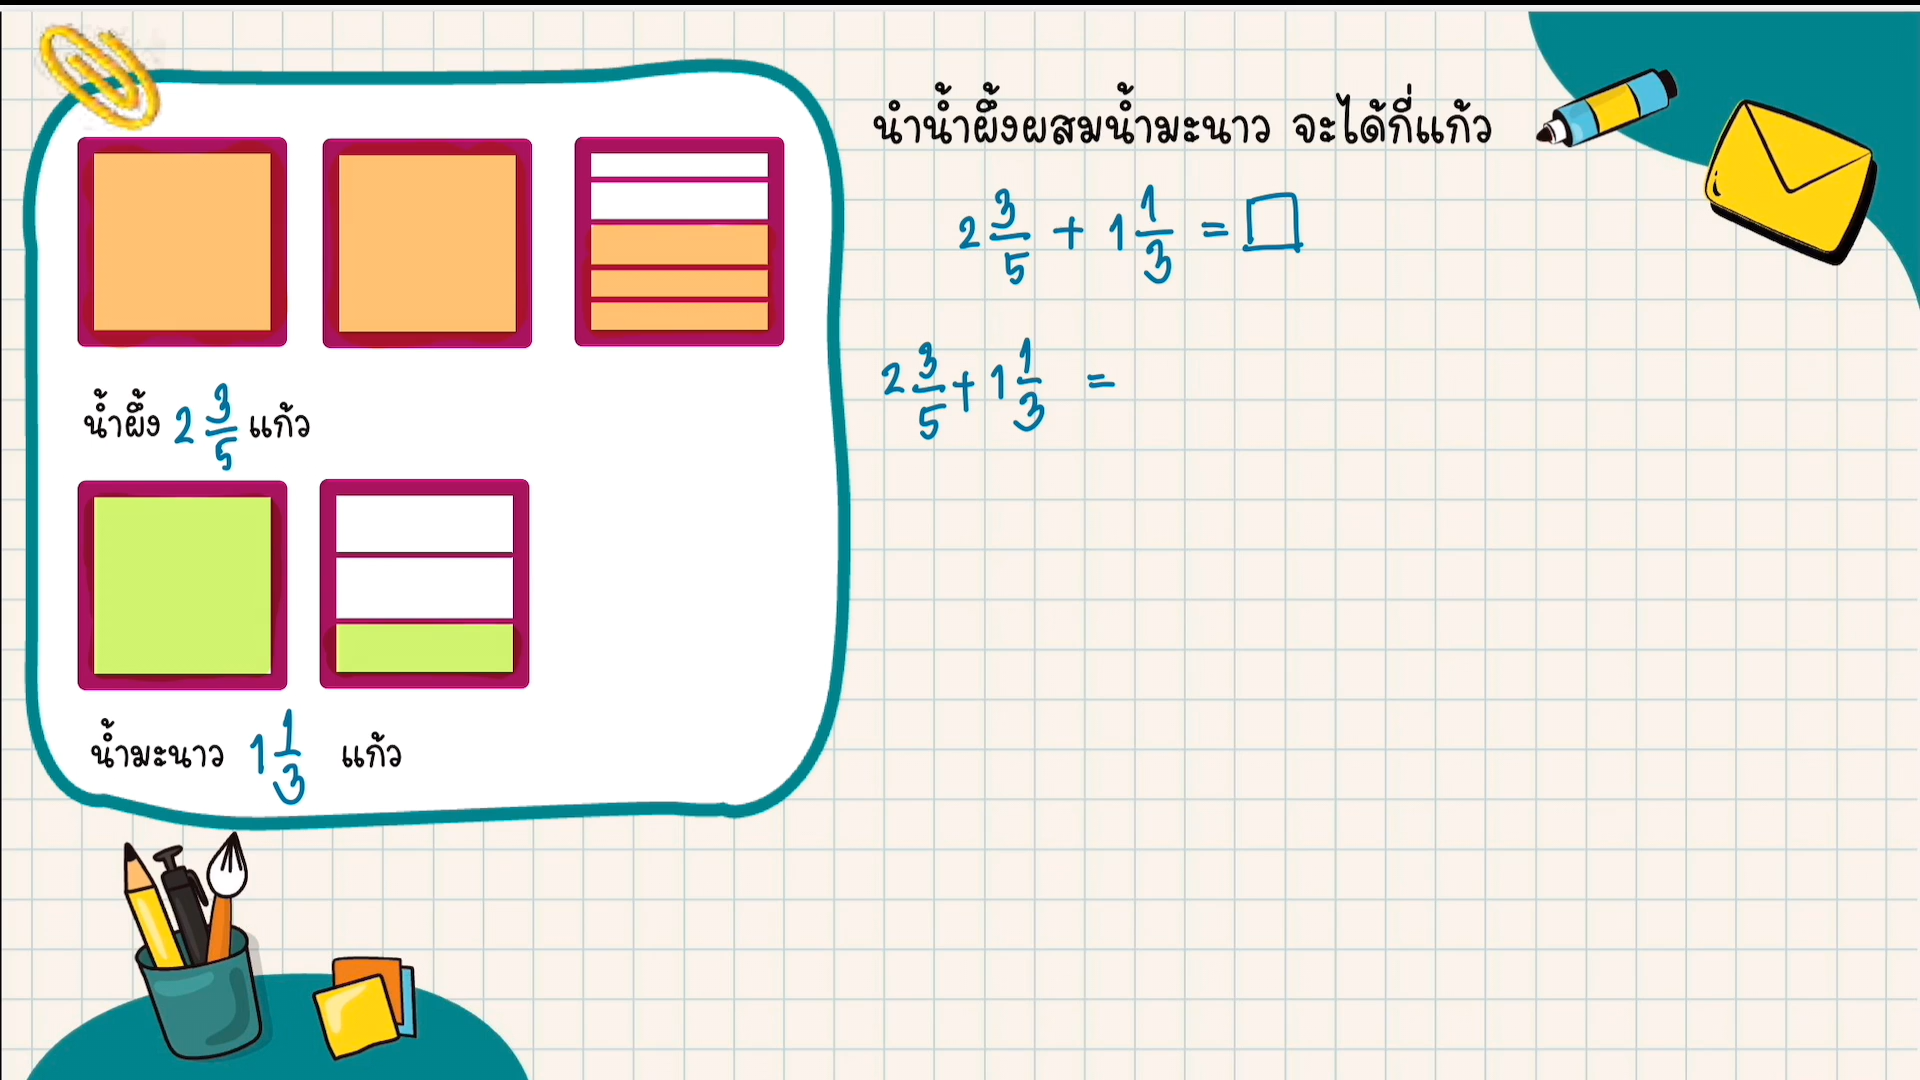 น้ำผึ้ง 2 3/5 แก้ว
น้ำมะนาว 1 1/3 แก้ว
นำน้ำผึ้งผสมน้ำมะนาว จะได้กี่แก้ว
2 3/5 + 1 1/3 = □
2 3/5 + 1 1/3 =